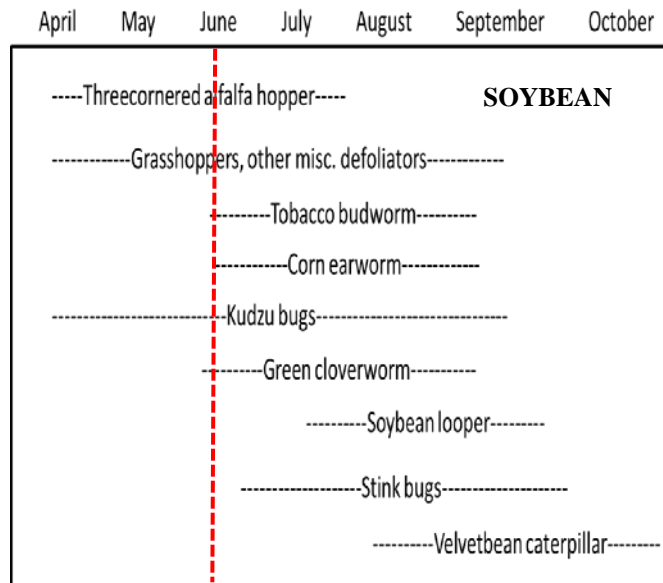 April May June July August September October
SOYBEAN
-----Threecornered alfalfa hopper-----
-------------Grasshoppers, other misc. defoliators-------------
----------Tobacco budworm----------
------------Corn earworm-------------
-----------------------------Kudzu bugs--------------------------------
----------Green cloverworm-----------
----------Soybean looper---------
--------------------Stink bugs---------------------
----------Velvetbean caterpillar---------